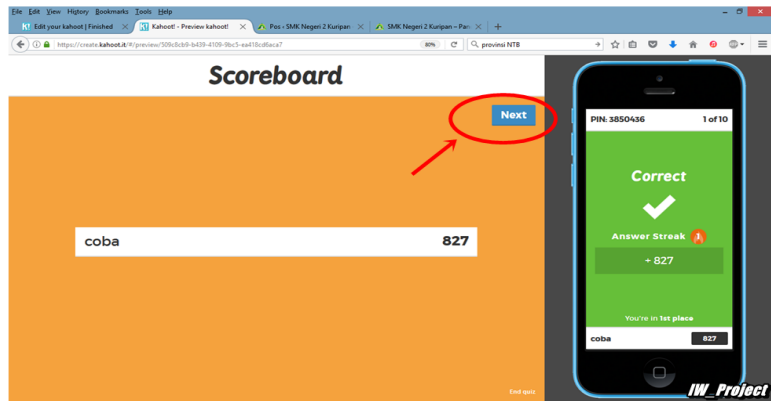 File Edit View History Bookmarks Tools Help
K! Edit your kahoot | Finished
K! Kahoot! - Preview kahoot!
Pos ‹ SMK Negeri 2 Kuripan -
SMK Negeri 2 Kuripan – Pan
https://create.kahoot.it/#/preview/309c8cb9-b439-4109-9bc5-ea418cd6aca7
80%
provinsi NTB
Scoreboard
Next
coba 827
End quiz
PIN: 3850436 1 of 10
Correct
Answer Streak 1
+ 827
You're in 1st place
coba 827
IW_Project